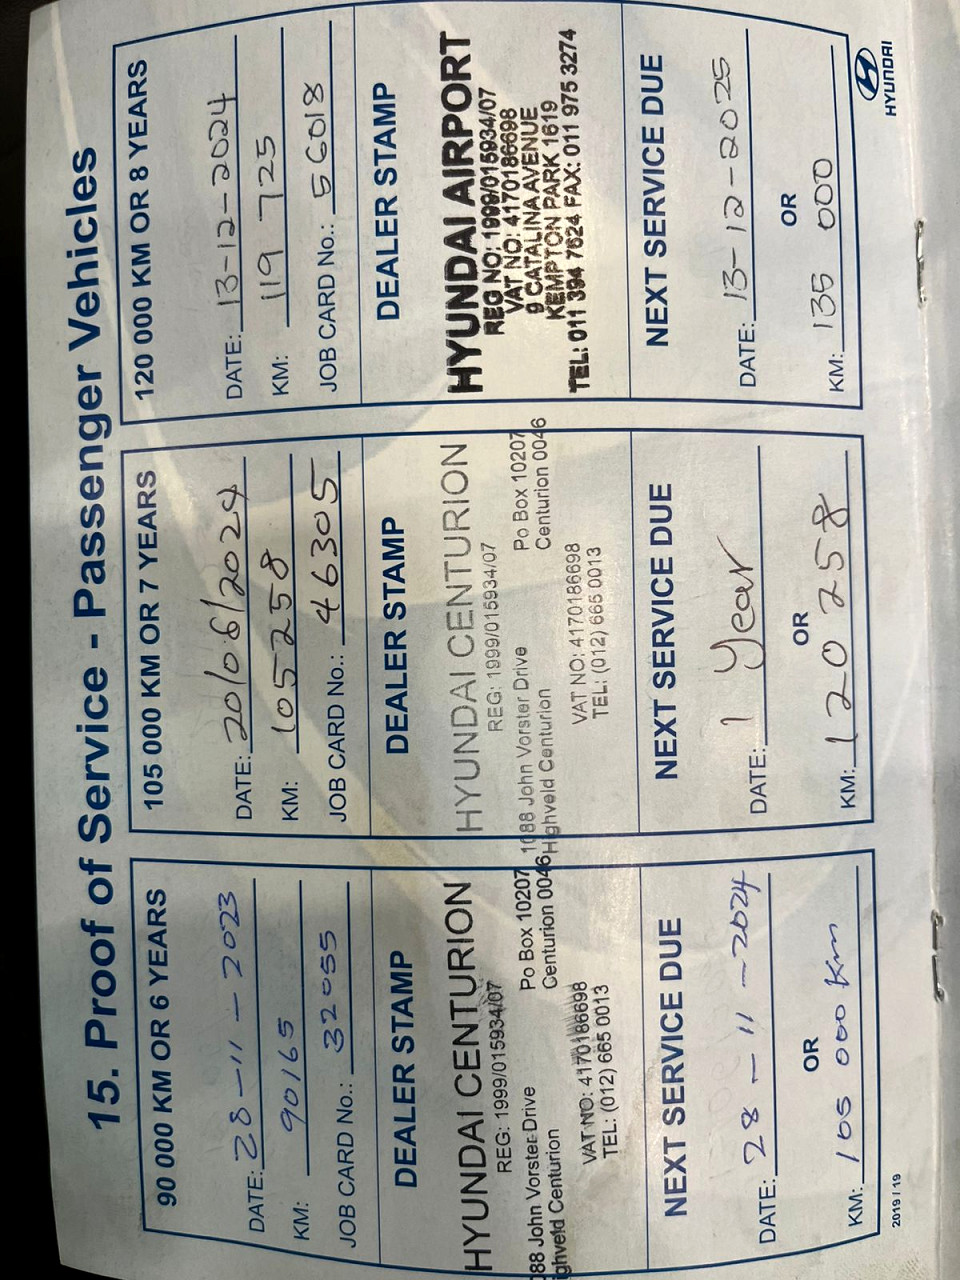 15. Proof of Service - Passenger Vehicles
90 000 KM OR 6 YEARS
DATE: 28-11-2023
KM: 90165
JOB CARD No.: 32055
DEALER STAMP
HYUNDAI CENTURION
REG: 1999/015934/07
088 John Vorster Drive Po Box 10207
ighveld Centurion Centurion 0046
VAT NO: 4170186698
TEL: (012) 665 0013
NEXT SERVICE DUE
DATE: 28-11-2024
OR
KM: 105 000 km
105 000 KM OR 7 YEARS
DATE: 20/06/2024
KM: 105258
JOB CARD No.: 46305
DEALER STAMP
HYUNDAI CENTURION
REG: 1999/015934/07
1088 John Vorster Drive Po Box 10207
Highveld Centurion Centurion 0046
VAT NO: 4170186698
TEL: (012) 665 0013
NEXT SERVICE DUE
DATE: 1 Year
OR
KM: 120258
120 000 KM OR 8 YEARS
DATE: 13-12-2024
KM: 119 725
JOB CARD No.: 56018
DEALER STAMP
HYUNDAI AIRPORT
REG NO: 1999/015934/07
VAT NO: 4170186698
9 CATALINA AVENUE
KEMPTON PARK 1619
TEL: 011 394 7624 FAX: 011 975 3274
NEXT SERVICE DUE
DATE: 13-12-2025
OR
KM: 135 000
2019 / 19
HYUNDAI